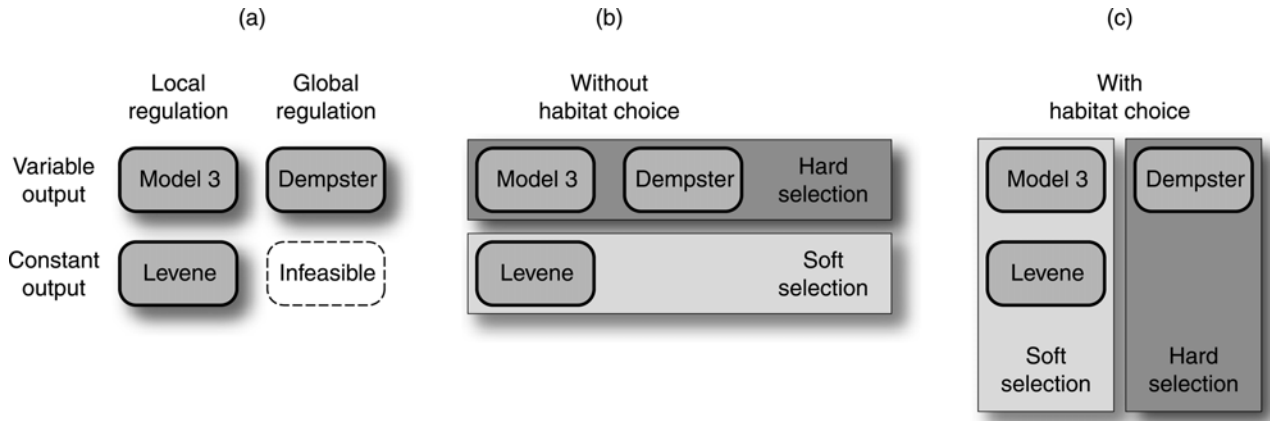 (a)
Local
regulation
Global
regulation
Variable
output
Model 3
Dempster
Constant
output
Levene
Infeasible
(b)
Without
habitat choice
Model 3
Dempster
Hard
selection
Levene
Soft
selection
(c)
With
habitat choice
Model 3
Dempster
Levene
Soft
selection
Hard
selection